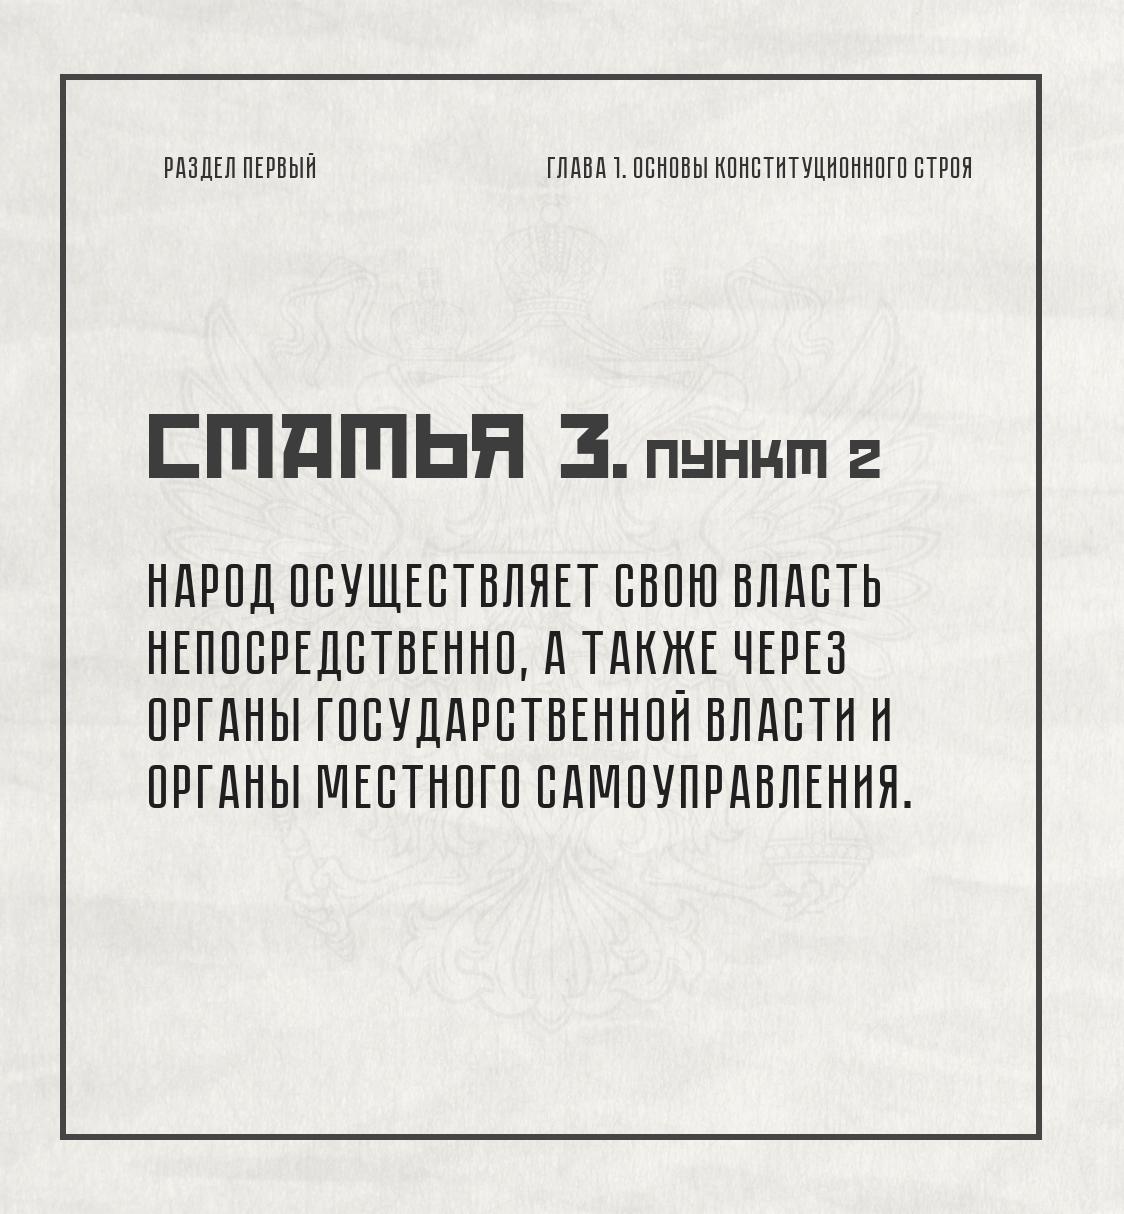 РАЗДЕЛ ПЕРВЫЙ
ГЛАВА 1. ОСНОВЫ КОНСТИТУЦИОННОГО СТРОЯ
СТАТЬЯ 3. ПУНКТ 2
НАРОД ОСУЩЕСТВЛЯЕТ СВОЮ ВЛАСТЬ
НЕПОСРЕДСТВЕННО, А ТАКЖЕ ЧЕРЕЗ
ОРГАНЫ ГОСУДАРСТВЕННОЙ ВЛАСТИ И
ОРГАНЫ МЕСТНОГО САМОУПРАВЛЕНИЯ.